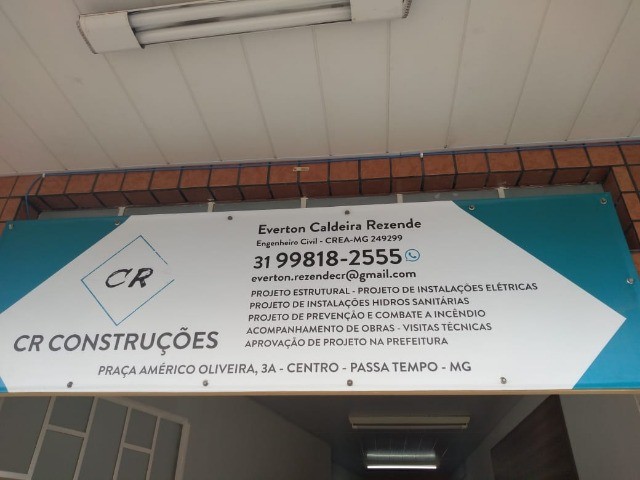 CR
CR CONSTRUÇÕES
Everton Caldeira Rezende
Engenheiro Civil - CREA-MG 249299
31 99818-2555
everton.rezendecr@gmail.com
PROJETO ESTRUTURAL - PROJETO DE INSTALAÇÕES ELÉTRICAS
PROJETO DE INSTALAÇÕES HIDROS SANITÁRIAS
PROJETO DE PREVENÇÃO E COMBATE A INCÊNDIO
ACOMPANHAMENTO DE OBRAS - VISITAS TÉCNICAS
APROVAÇÃO DE PROJETO NA PREFEITURA
PRAÇA AMÉRICO OLIVEIRA, 3A - CENTRO - PASSA TEMPO - MG